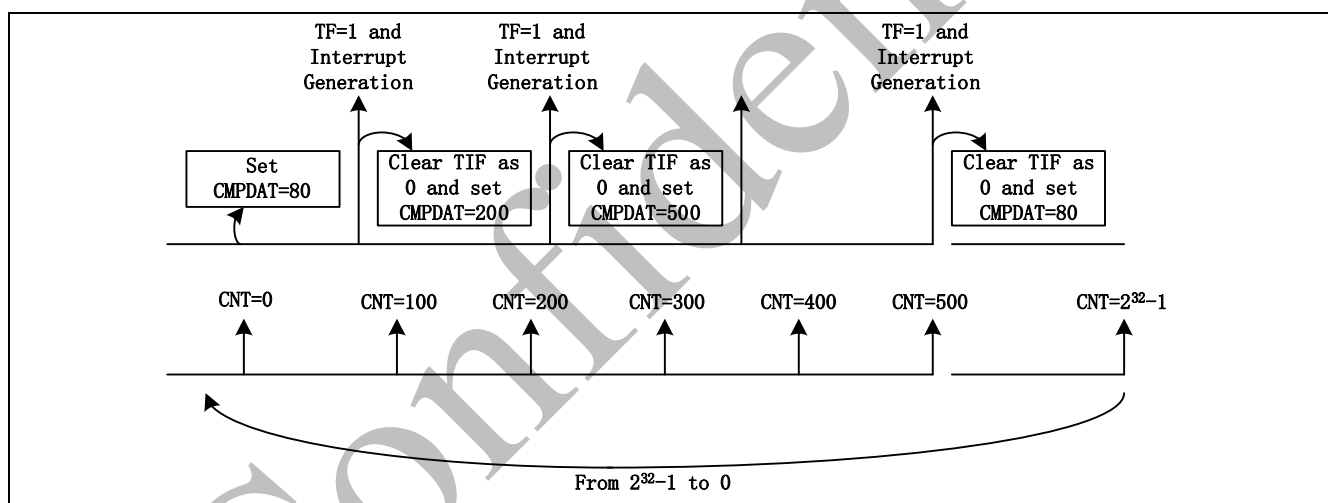 TF=1 and
Interrupt
Generation
TF=1 and
Interrupt
Generation
TF=1 and
Interrupt
Generation
Set
CMPDAT=80
Clear TIF as
0 and set
CMPDAT=200
Clear TIF as
0 and set
CMPDAT=500
Clear TIF as
0 and set
CMPDAT=80
CNT=0
CNT=100
CNT=200
CNT=300
CNT=400
CNT=500
CNT=2³²-1
From 2³²-1 to 0
Confiden